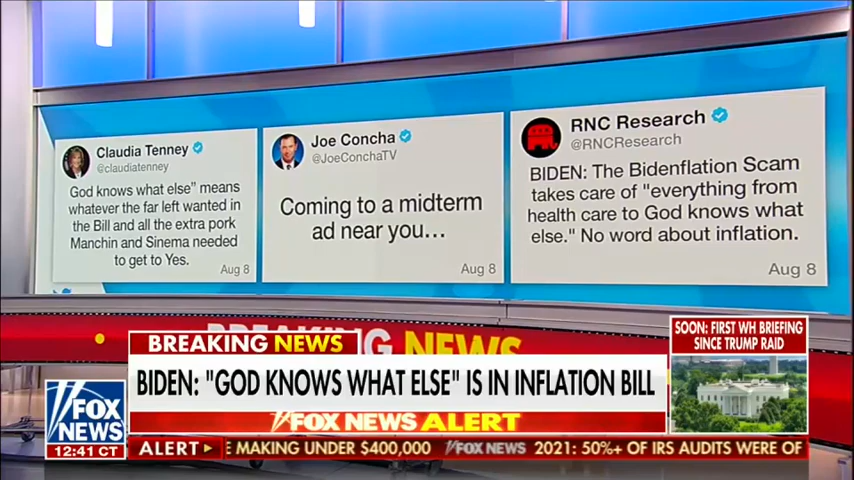 Claudia Tenney
@claudiatenney
God knows what else" means
whatever the far left wanted in
the Bill and all the extra pork
Manchin and Sinema needed
to get to Yes.
Aug 8
Joe Concha
@JoeConchaTV
Coming to a midterm
ad near you...
Aug 8
RNC Research
@RNCResearch
BIDEN: The Bidenflation Scam
takes care of "everything from
health care to God knows what
else." No word about inflation.
Aug 8
BREAKING NEWS
BREAKING NEWS
BIDEN: "GOD KNOWS WHAT ELSE" IS IN INFLATION BILL
FOX NEWS ALERT
SOON: FIRST WH BRIEFING
SINCE TRUMP RAID
FOX
NEWS
12:41 CT
ALERT
E MAKING UNDER $400,000 FOX NEWS 2021: 50%+ OF IRS AUDITS WERE OF